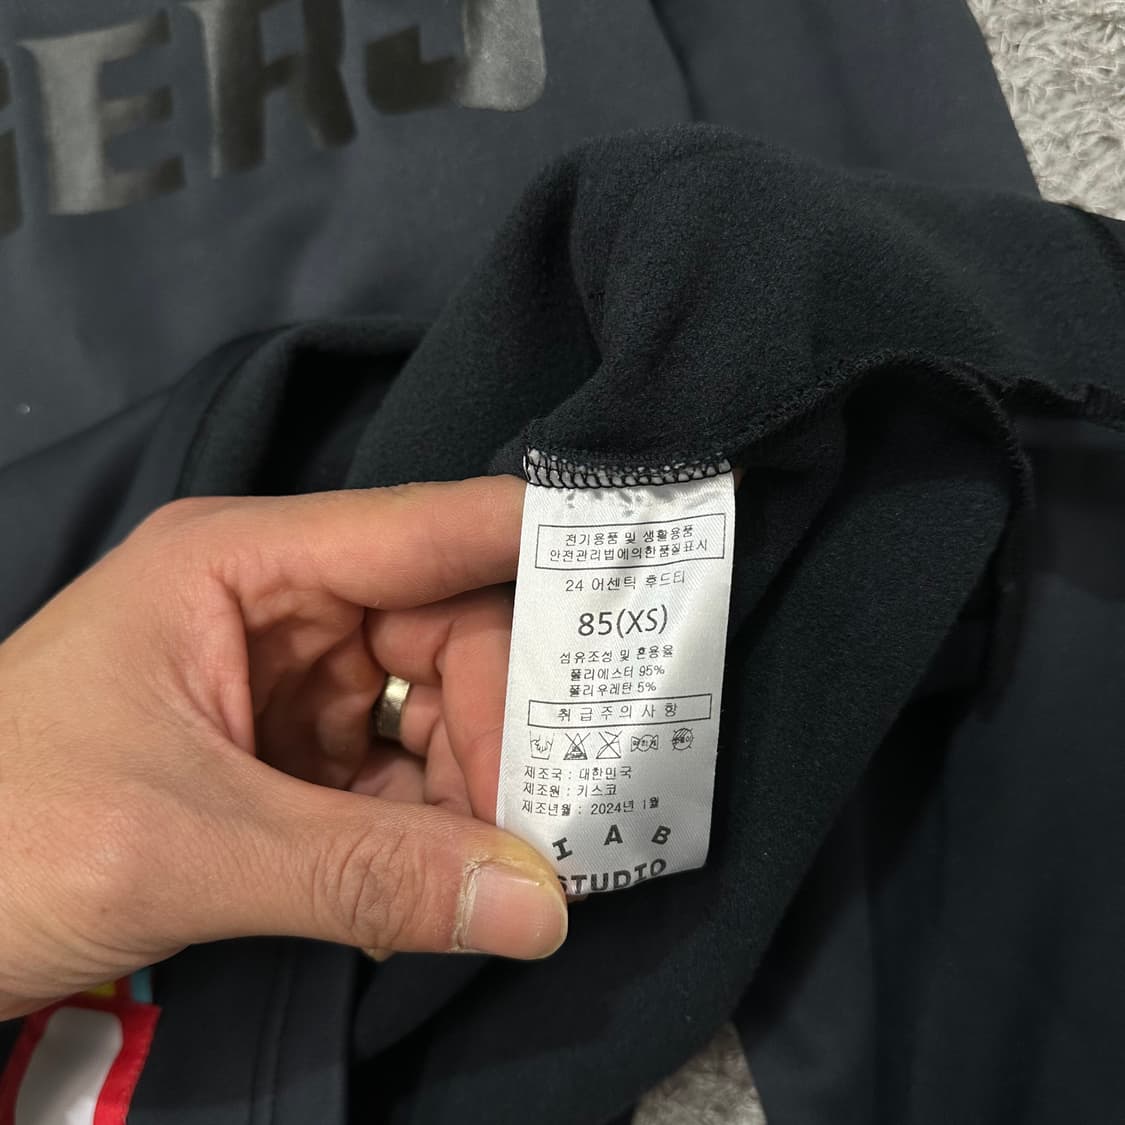 GERS
전기용품 및 생활용품
안전관리법에의한품질표시
24 어센틱 후드티
85(XS)
섬유조성 및 혼용율
폴리에스터 95%
폴리우레탄 5%
취급주의사항
제조국 : 대한민국
제조원 : 키스코
제조년월 : 2024년 1월
IAB
STUDIO